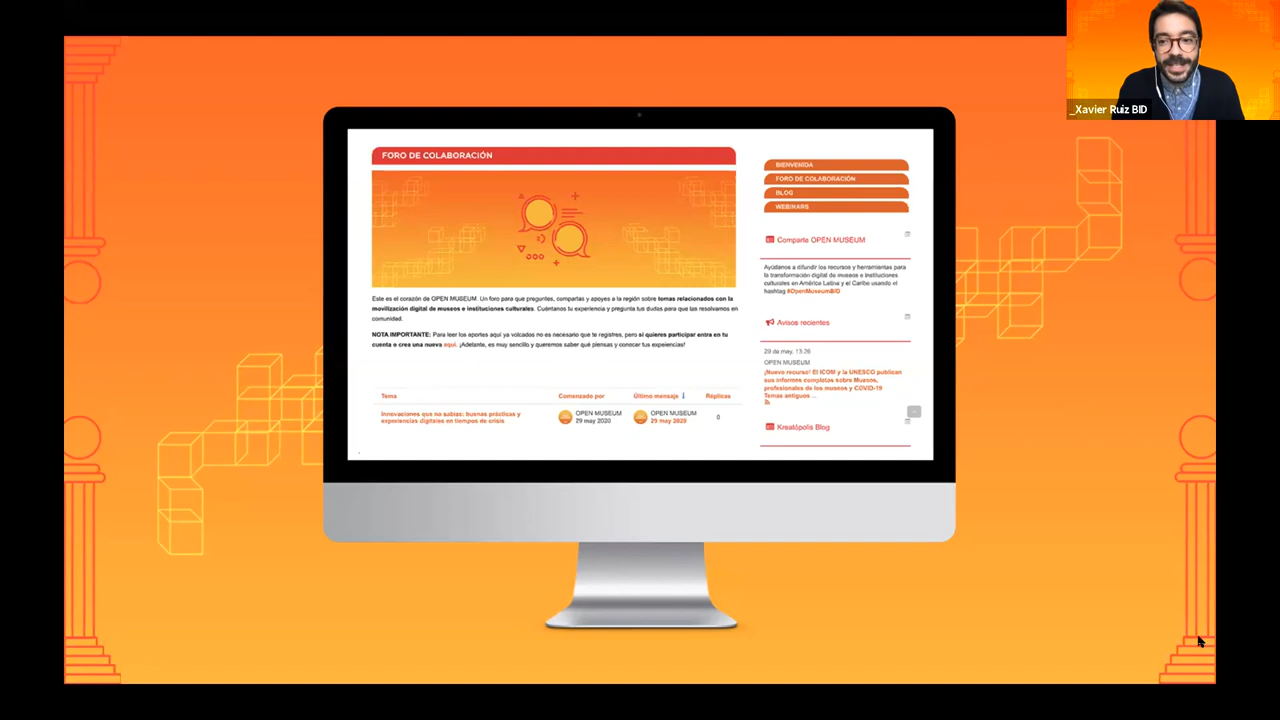 _Xavier Ruiz BID
FORO DE COLABORACIÓN
Este es el corazón de OPEN MUSEUM. Un foro para que preguntes, compartas y apoyes a la región sobre temas relacionados con la
movilización digital de museos e instituciones culturales. Cuéntanos tu experiencia y pregunta tus dudas para que las resolvamos en
comunidad.
NOTA IMPORTANTE: Para leer los aportes aquí ya volcados no es necesario que te registres, pero si quieres participar entra en tu
cuenta o crea una nueva aquí. ¡Adelante, es muy sencillo y queremos saber qué piensas y conocer tus experiencias!
Tema Comenzado por Último mensaje ↓ Réplicas
Innovaciones que no sabías: buenas prácticas y
experiencias digitales en tiempos de crisis
OPEN MUSEUM
29 may 2020
OPEN MUSEUM
29 may 2020
0
BIENVENIDA
FORO DE COLABORACIÓN
BLOG
WEBINARS
Comparte OPEN MUSEUM
Ayúdanos a difundir los recursos y herramientas para
la transformación digital de museos e instituciones
culturales en América Latina y el Caribe usando el
hashtag #OpenMuseumBID
Avisos recientes
29 de may, 13:26
OPEN MUSEUM
¡Nuevo recurso! El ICOM y la UNESCO publican
sus informes completos sobre Museos,
profesionales de los museos y COVID-19
Temas antiguos ...
Kreatópolis Blog